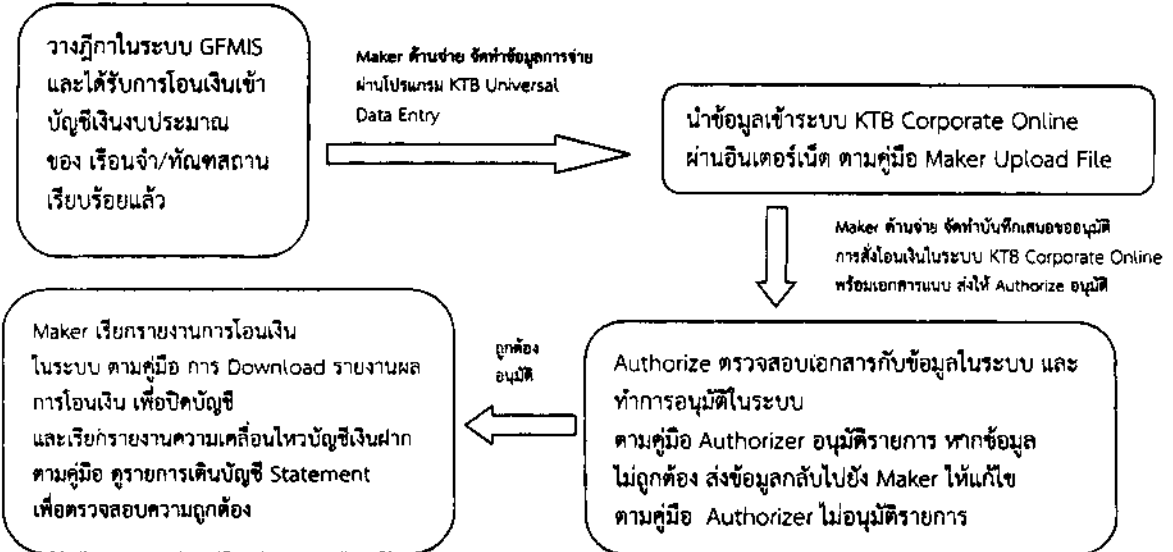 วางฎีกาในระบบ GFMIS
และได้รับการโอนเงินเข้า
บัญชีเงินงบประมาณ
ของ เรือนจำ/ทัณฑสถาน
เรียบร้อยแล้ว
Maker ด้านจ่าย จัดทำข้อมูลการจ่าย
ผ่านโปรแกรม KTB Universal
Data Entry
นำข้อมูลเข้าระบบ KTB Corporate Online
ผ่านอินเตอร์เน็ต ตามคู่มือ Maker Upload File
Maker ด้านจ่าย จัดทำบันทึกเสนอขออนุมัติ
การสั่งโอนเงินในระบบ KTB Corporate Online
พร้อมเอกสารแนบ ส่งให้ Authorize อนุมัติ
Authorize ตรวจสอบเอกสารกับข้อมูลในระบบ และ
ทำการอนุมัติในระบบ
ตามคู่มือ Authorizer อนุมัติรายการ หากข้อมูล
ไม่ถูกต้อง ส่งข้อมูลกลับไปยัง Maker ให้แก้ไข
ตามคู่มือ Authorizer ไม่อนุมัติรายการ
ถูกต้อง
อนุมัติ
Maker เรียกรายงานการโอนเงิน
ในระบบ ตามคู่มือ การ Download รายงานผล
การโอนเงิน เพื่อปิดบัญชี
และเรียกรายงานความเคลื่อนไหวบัญชีเงินฝาก
ตามคู่มือ ดูรายการเดินบัญชี Statement
เพื่อตรวจสอบความถูกต้อง